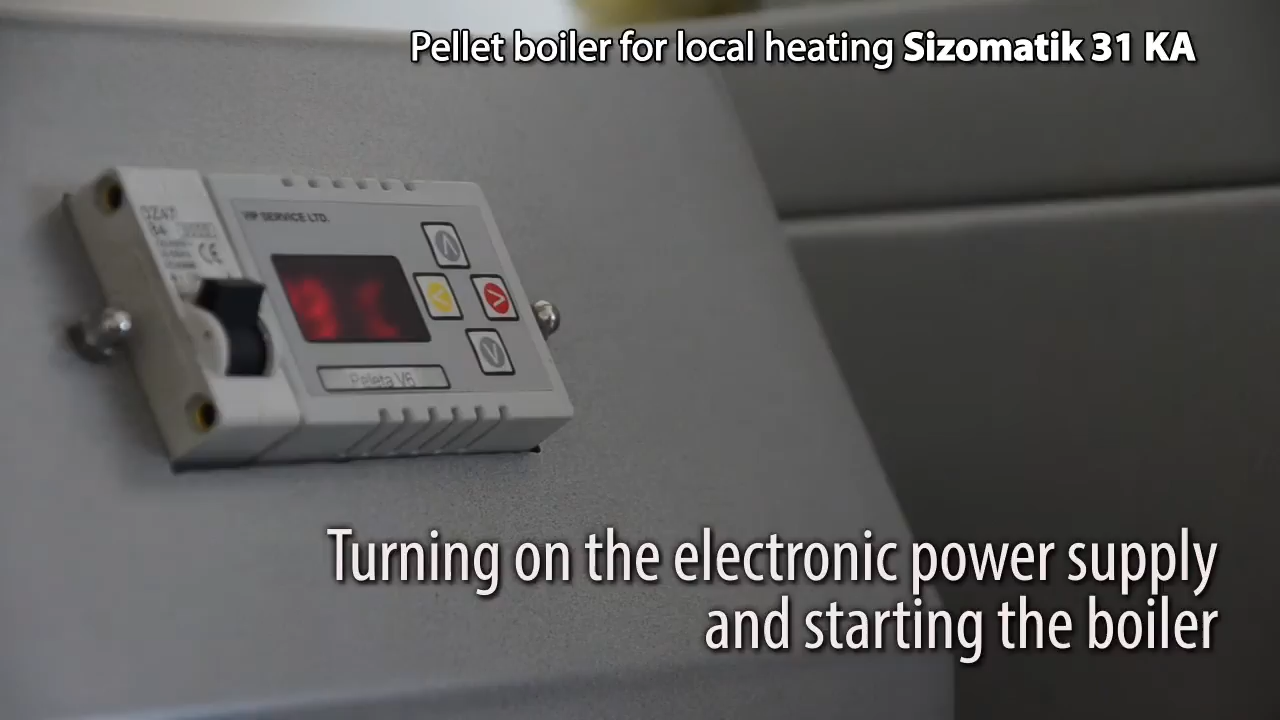 Pellet boiler for local heating Sizomatik 31 KA
HP SERVICE LTD.
CE
Peleta V6
Turning on the electronic power supply
and starting the boiler